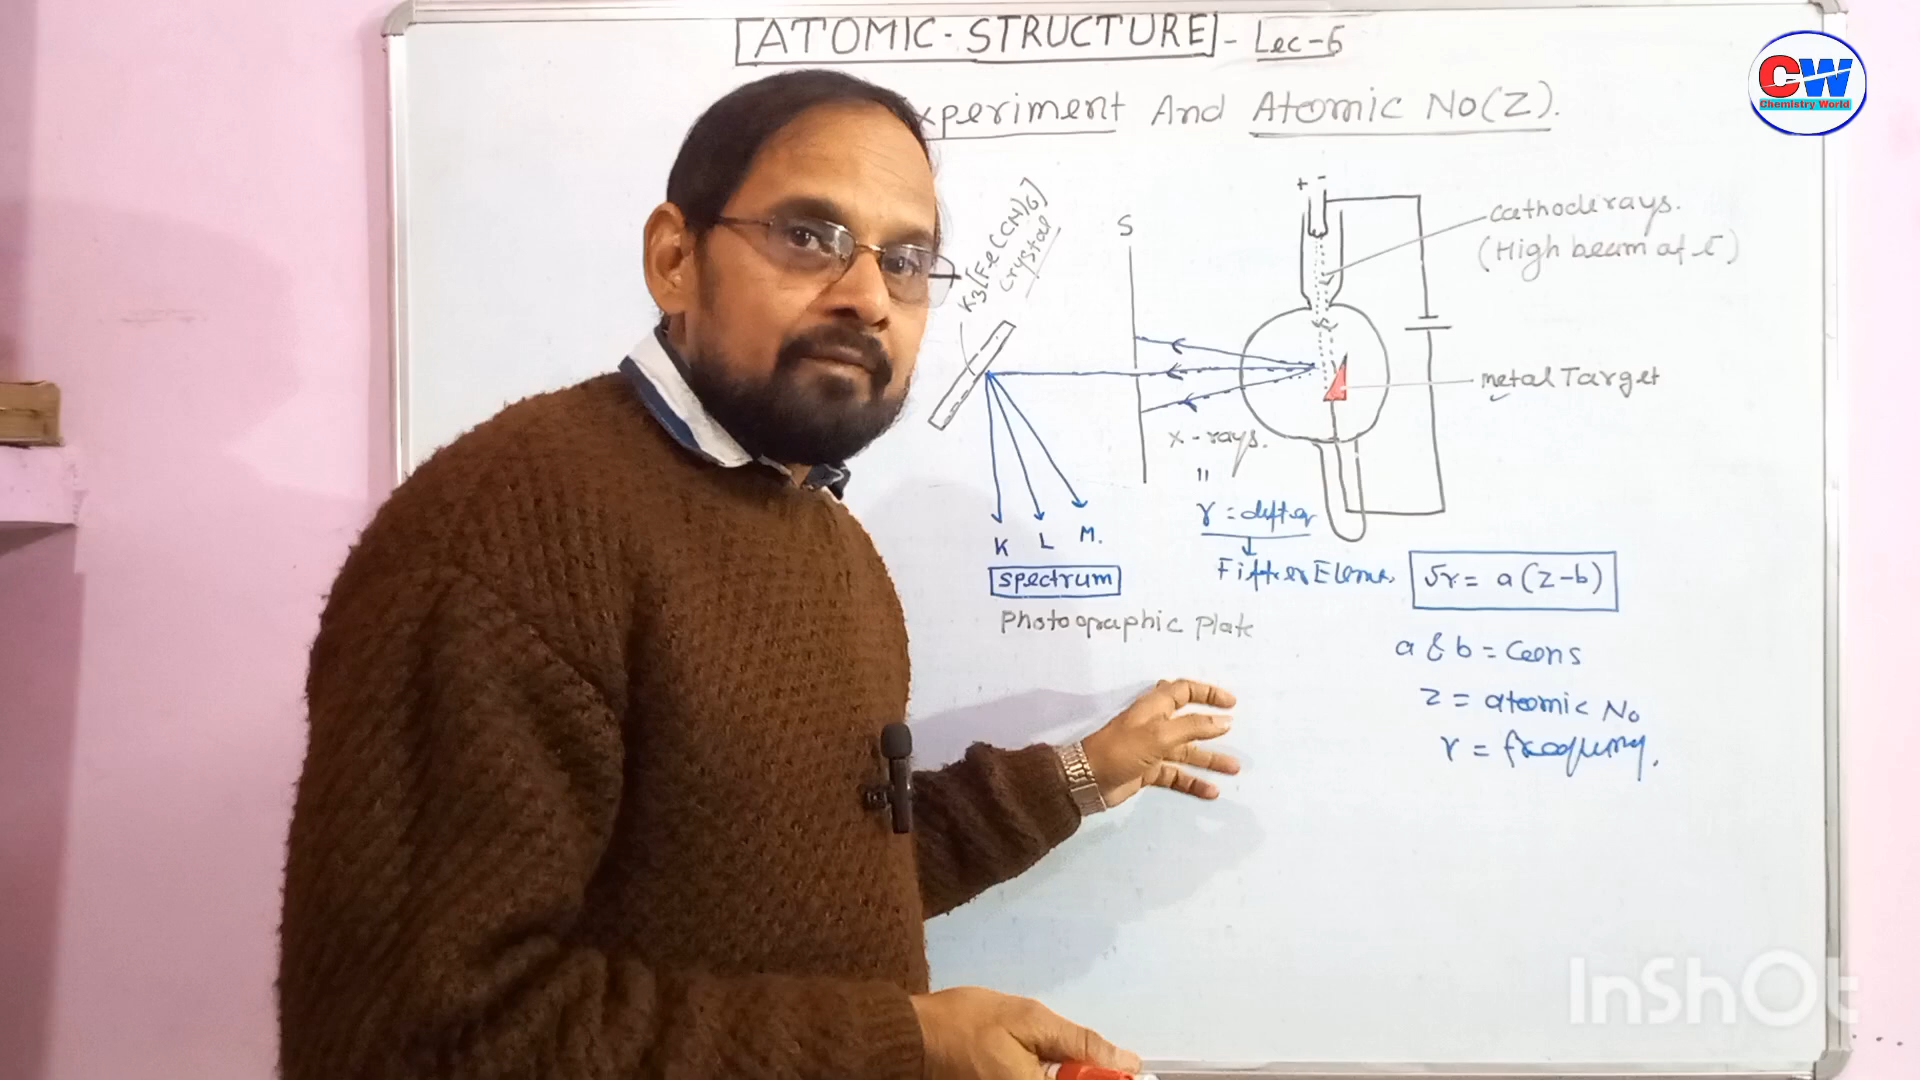 ATOMIC-STRUCTURE - Lec-6
xperiment And Atomic No(Z).
CW
Chemistry World
K3[Fe(CN)6]
crystal
S
+ -
cathode rays.
(High beam of e̅)
metal Target
x-rays.
"
γ = differ
K L M.
spectrum
Photographic Plate
√γ = a(z-b)
a & b = Cons
z = atomic No
γ = frequency.
InShOt